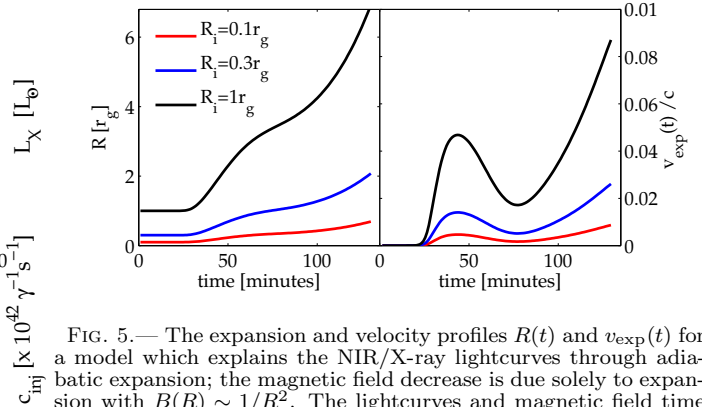 L_X [L_⊙]
c_inj [x 10^42 γ^-1 s^-1]
R [r_g]
6
4
2
0
R_i=0.1r_g
R_i=0.3r_g
R_i=1r_g
0 50 100
time [minutes]
0 50 100
time [minutes]
0.01
0.08
0.06
0.04
0.02
0
v_exp(t) /c
FIG. 5.— The expansion and velocity profiles R(t) and v_exp(t) for
a model which explains the NIR/X-ray lightcurves through adia-
batic expansion; the magnetic field decrease is due solely to expan-
sion with B(R) ∼ 1/R^2. The lightcurves and magnetic field time